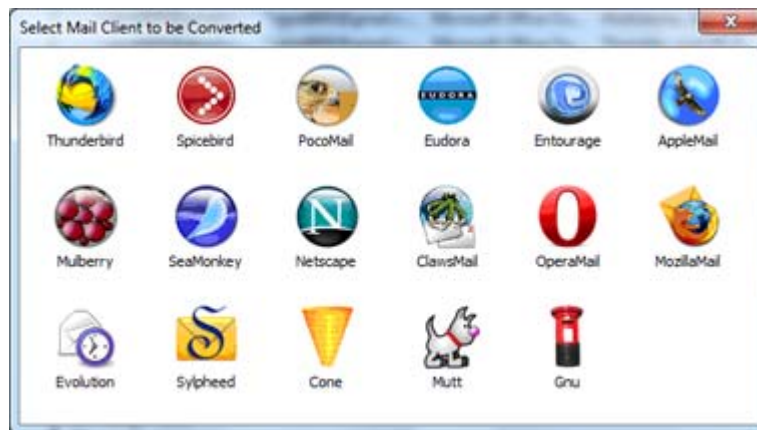 Select Mail Client to be Converted
EUDORA
N
Thunderbird Spicebird PocoMail Eudora Entourage AppleMail
Mulberry SeaMonkey Netscape ClawsMail OperaMail MozillaMail
Evolution Sylpheed Cone Mutt Gnu